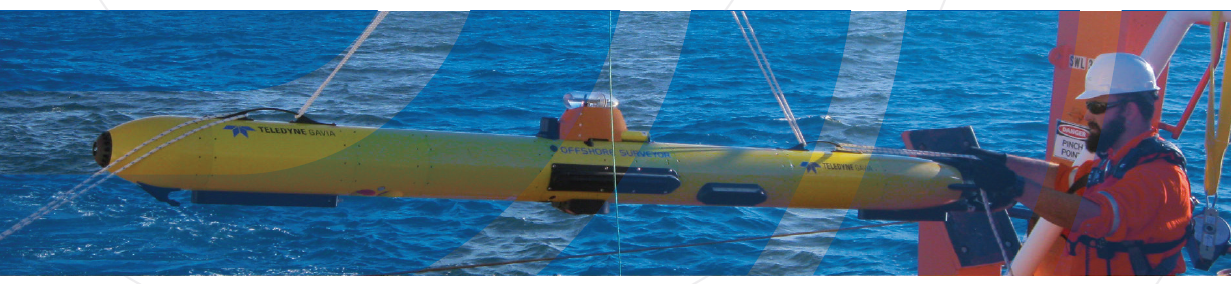 TELEDYNE GAVIA
OFFSHORE SURVEYOR
TELEDYNE GAVIA
SWL
DANGER
PINCH
POINT